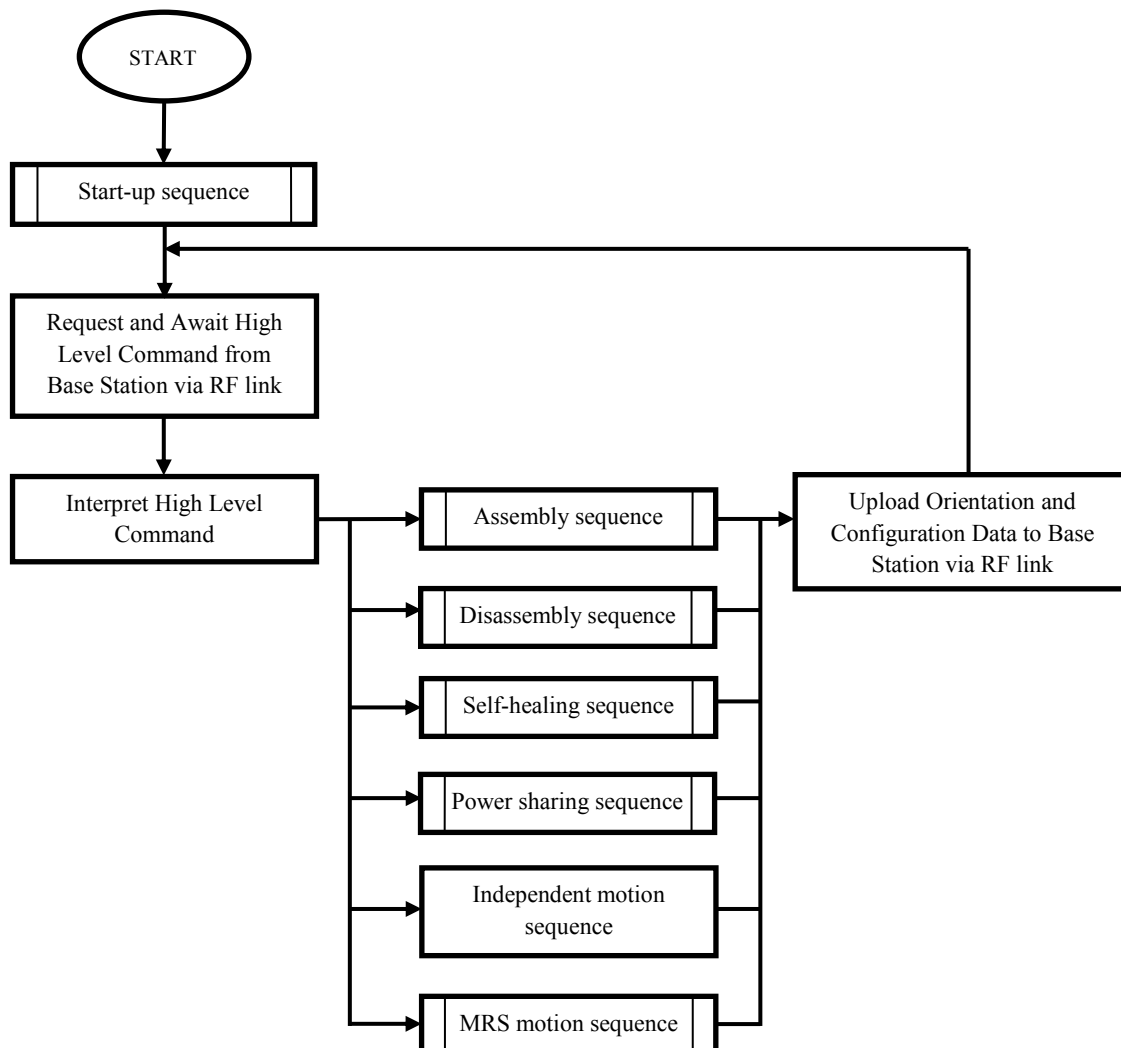 START
Start-up sequence
Request and Await High
Level Command from
Base Station via RF link
Interpret High Level
Command
Assembly sequence
Disassembly sequence
Self-healing sequence
Power sharing sequence
Independent motion
sequence
MRS motion sequence
Upload Orientation and
Configuration Data to Base
Station via RF link